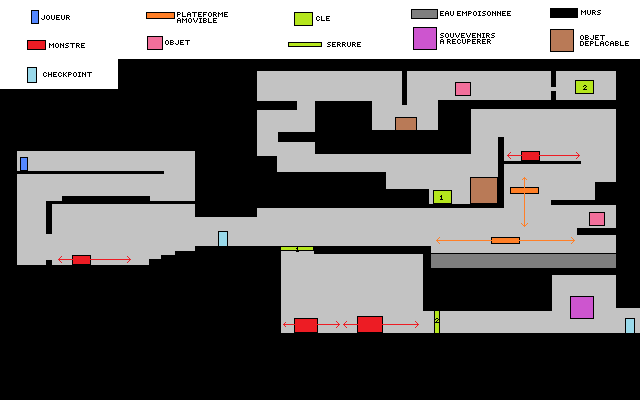 JOUEUR
PLATEFORME
AMOVIBLE
CLE
EAU EMPOISONNEE
MURS
MONSTRE
OBJET
SERRURE
SOUVEVENIRS
A RECUPERER
OBJET
DEPLACABLE
CHECKPOINT
2
1
1
2